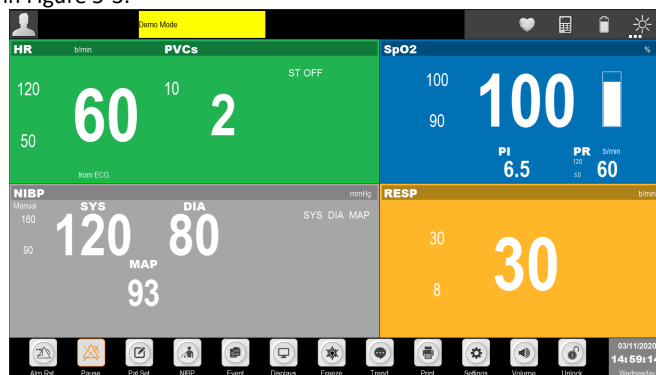 in Figure 5-5.
Demo Mode
HR b/min PVCs
120 60 10 2 ST OFF
50
from ECG
SpO2 %
100 100
90
PI PR b/min
6.5 120 50 60
NIBP mmHg
Manual SYS DIA
160 120 80 SYS DIA MAP
90
MAP
93
RESP b/min
30 30
8
Alm Rst Pause Pat Set NIBP Event Displays Freeze Trend Print Settings Volume Unlock
03/11/2020
14:59:14
Wednesday